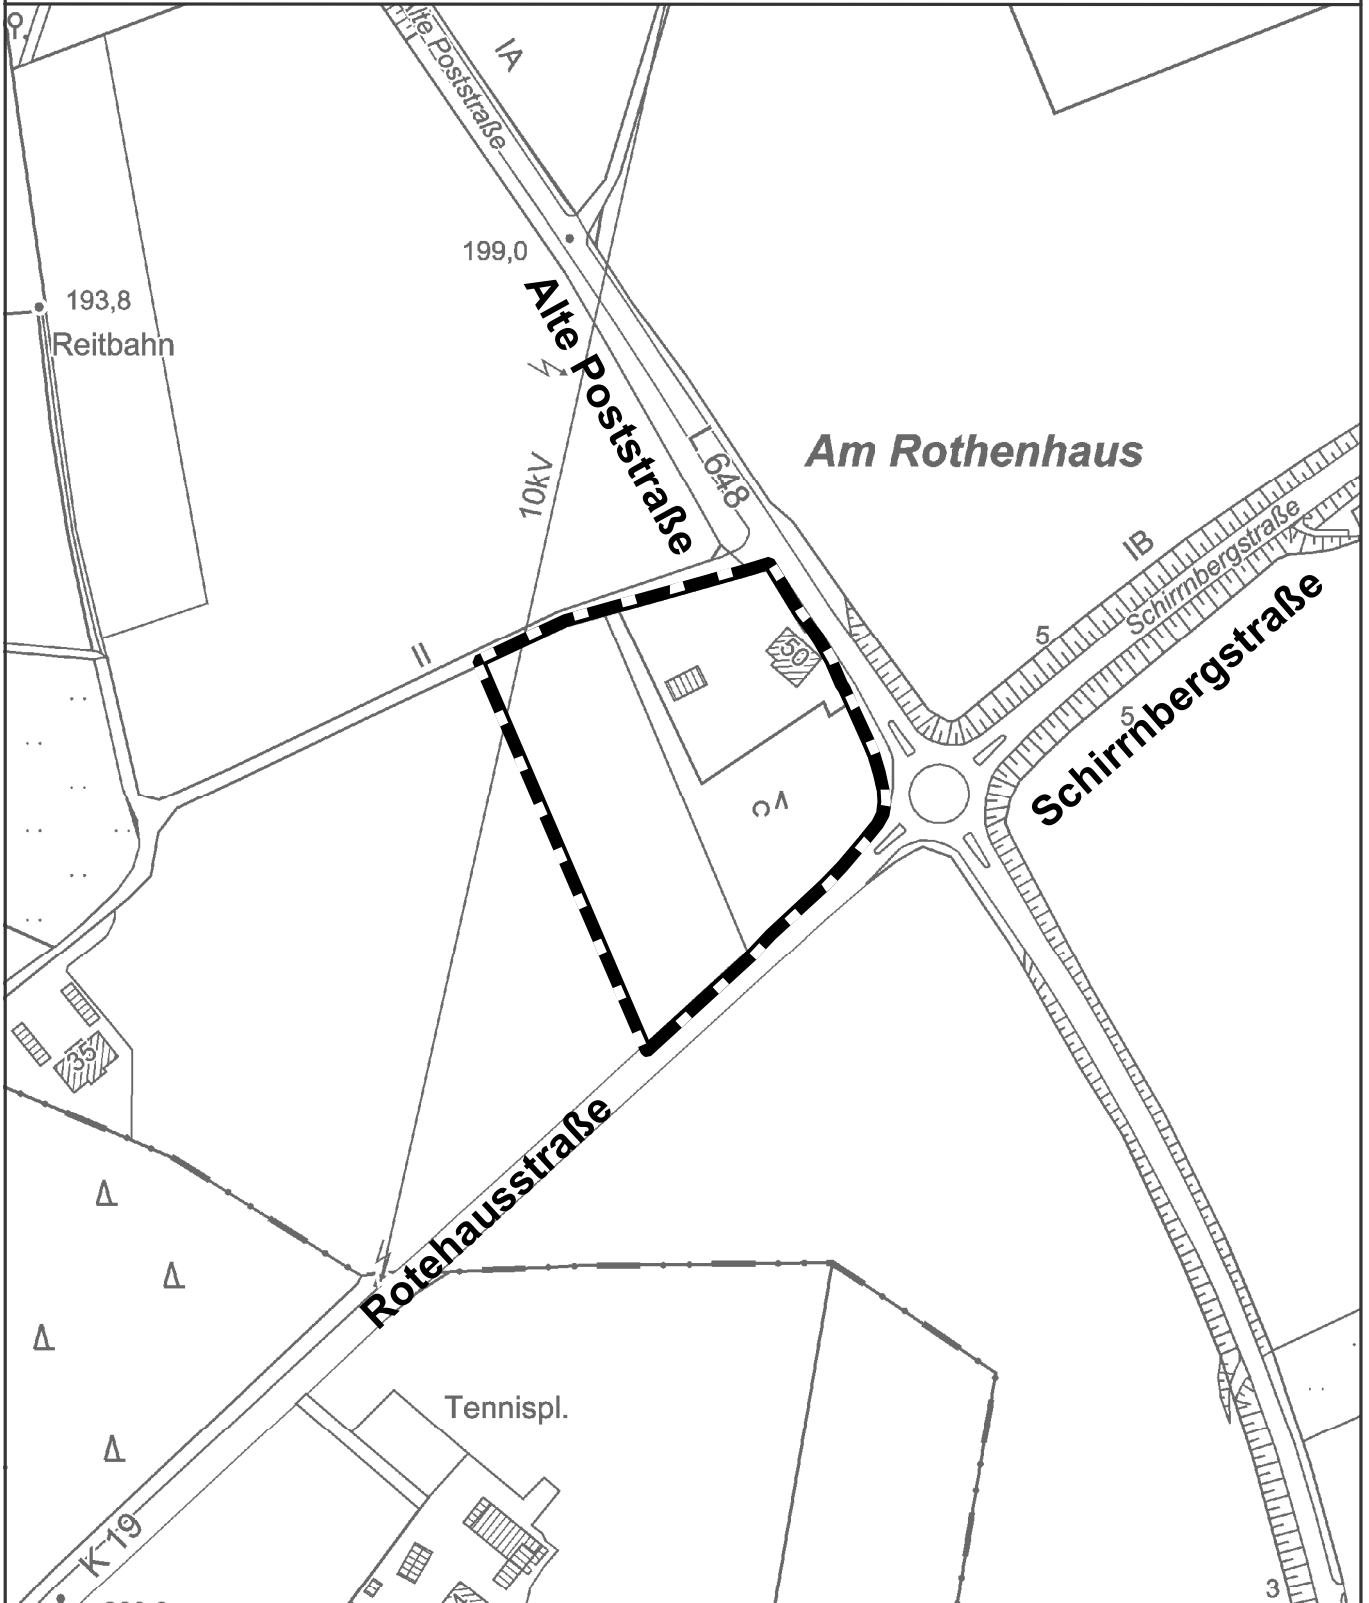 Alte Poststraße
IA
199,0
193,8
Reitbahn
Alte Poststraße
L 648
Am Rothenhaus
10kV
IB
Schirrnbergstraße
5
Schirrnbergstraße
5
II
50
35
Rotehausstraße
Tennispl.
K 19
3